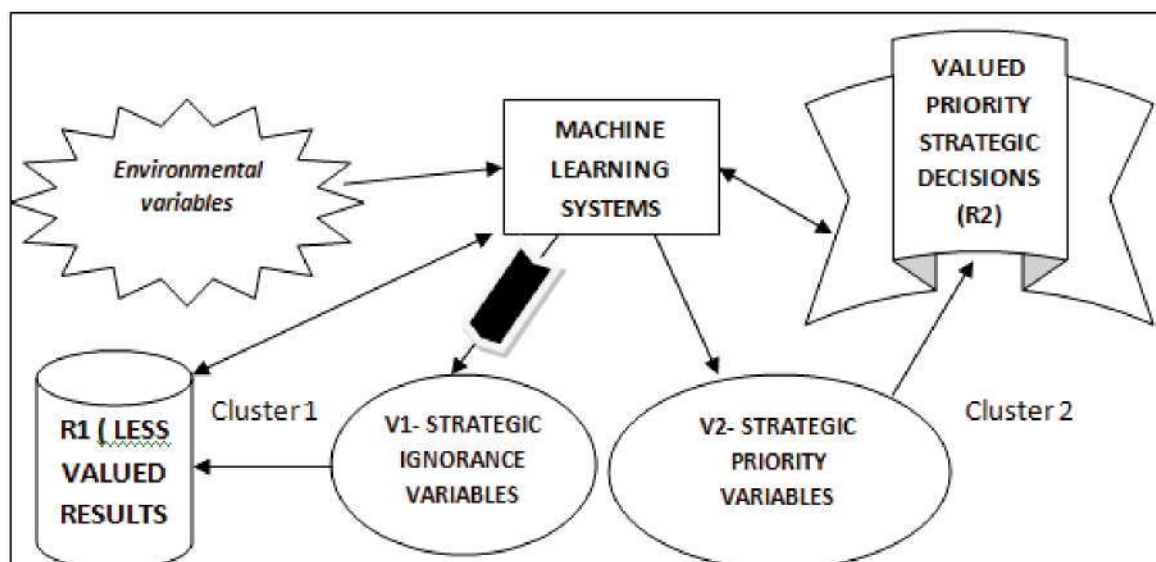 Environmental
variables
MACHINE
LEARNING
SYSTEMS
VALUED
PRIORITY
STRATEGIC
DECISIONS
(R2)
R1 ( LESS
VALUED
RESULTS
Cluster 1
V1- STRATEGIC
IGNORANCE
VARIABLES
V2- STRATEGIC
PRIORITY
VARIABLES
Cluster 2